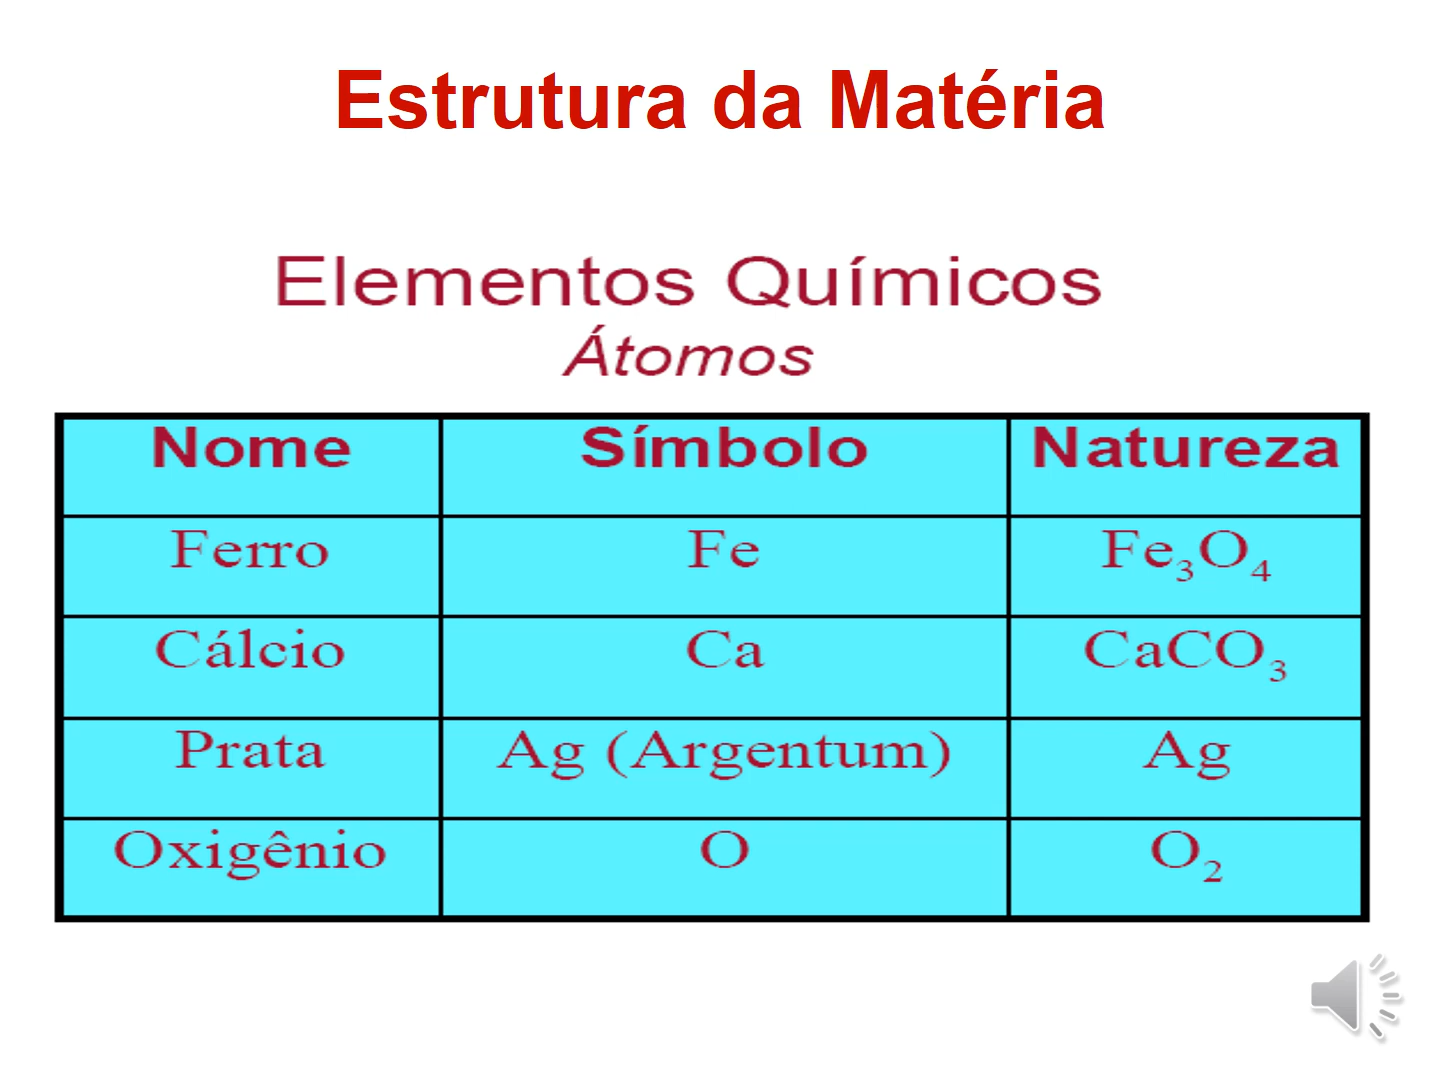 Estrutura da Matéria
Elementos Químicos
Átomos
Nome Símbolo Natureza
Ferro Fe Fe₃O₄
Cálcio Ca CaCO₃
Prata Ag (Argentum) Ag
Oxigênio O O₂